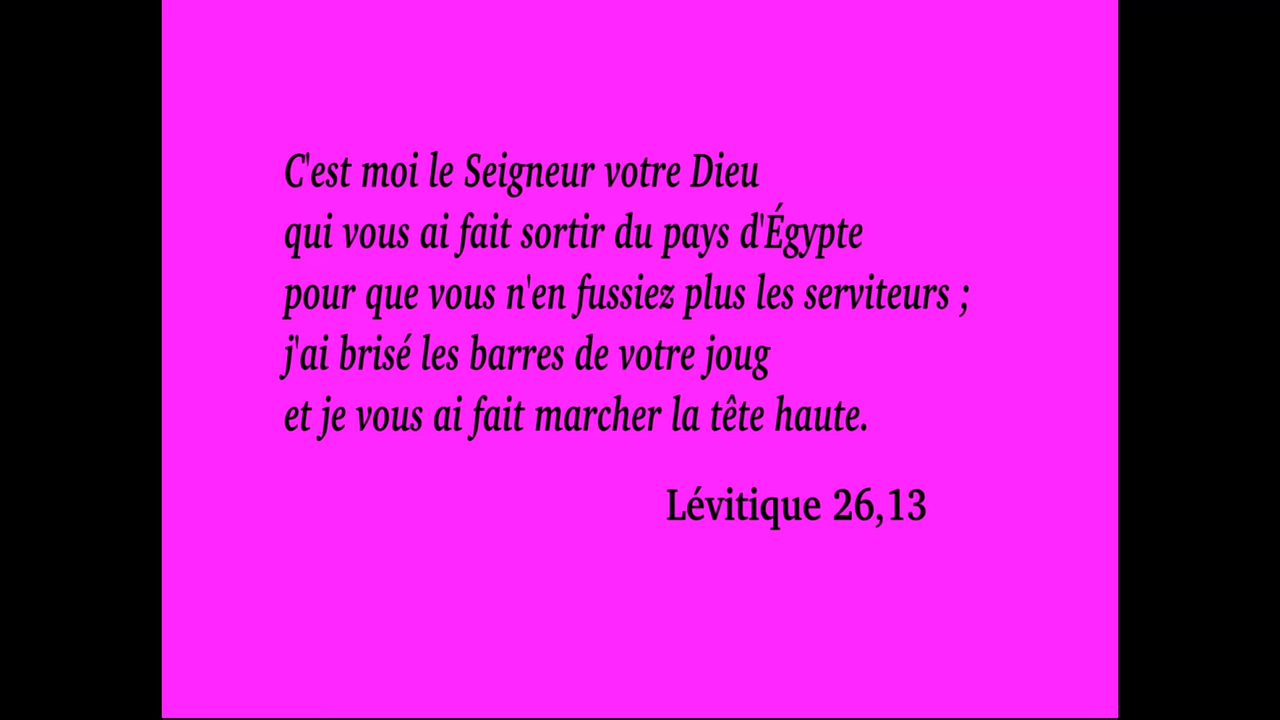 C'est moi le Seigneur votre Dieu
qui vous ai fait sortir du pays d'Égypte
pour que vous n'en fussiez plus les serviteurs ;
j'ai brisé les barres de votre joug
et je vous ai fait marcher la tête haute.
Lévitique 26,13